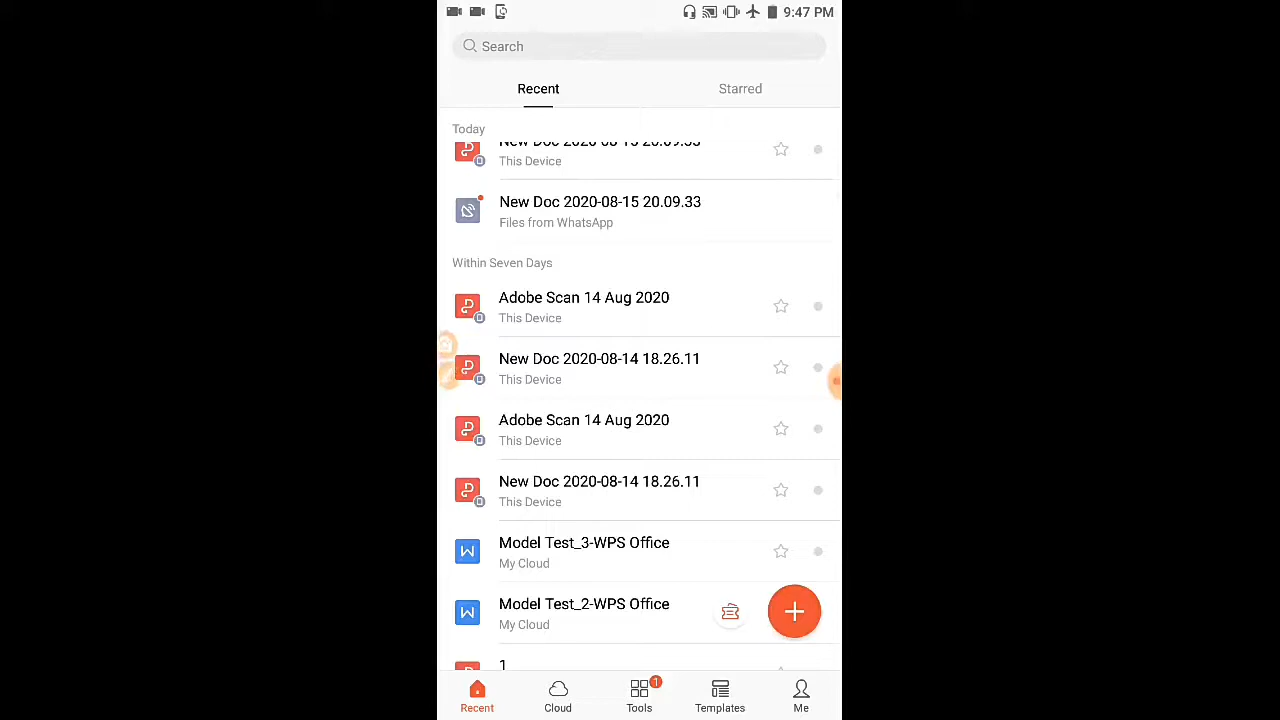 9:47 PM
Search
Recent Starred
Today
New Doc 2020-08-15 20.09.33
This Device
New Doc 2020-08-15 20.09.33
Files from WhatsApp
Within Seven Days
Adobe Scan 14 Aug 2020
This Device
New Doc 2020-08-14 18.26.11
This Device
Adobe Scan 14 Aug 2020
This Device
New Doc 2020-08-14 18.26.11
This Device
Model Test_3-WPS Office
My Cloud
Model Test_2-WPS Office
My Cloud
1
1
Recent Cloud Tools Templates Me